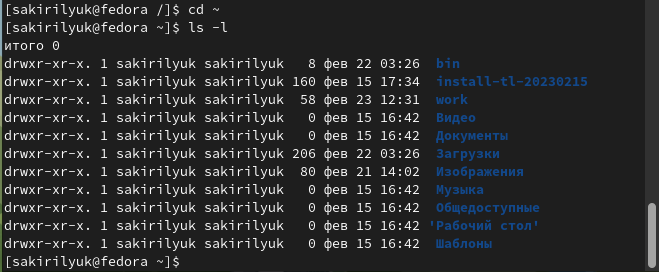 [sakirilyuk@fedora /]$ cd ~
[sakirilyuk@fedora ~]$ ls -l
итого 0
drwxr-xr-x. 1 sakirilyuk sakirilyuk   8 фев 22 03:26  bin
drwxr-xr-x. 1 sakirilyuk sakirilyuk 160 фев 15 17:34  install-tl-20230215
drwxr-xr-x. 1 sakirilyuk sakirilyuk  58 фев 23 12:31  work
drwxr-xr-x. 1 sakirilyuk sakirilyuk   0 фев 15 16:42  Видео
drwxr-xr-x. 1 sakirilyuk sakirilyuk   0 фев 15 16:42  Документы
drwxr-xr-x. 1 sakirilyuk sakirilyuk 206 фев 22 03:26  Загрузки
drwxr-xr-x. 1 sakirilyuk sakirilyuk  80 фев 21 14:02  Изображения
drwxr-xr-x. 1 sakirilyuk sakirilyuk   0 фев 15 16:42  Музыка
drwxr-xr-x. 1 sakirilyuk sakirilyuk   0 фев 15 16:42  Общедоступные
drwxr-xr-x. 1 sakirilyuk sakirilyuk   0 фев 15 16:42 'Рабочий стол'
drwxr-xr-x. 1 sakirilyuk sakirilyuk   0 фев 15 16:42  Шаблоны
[sakirilyuk@fedora ~]$